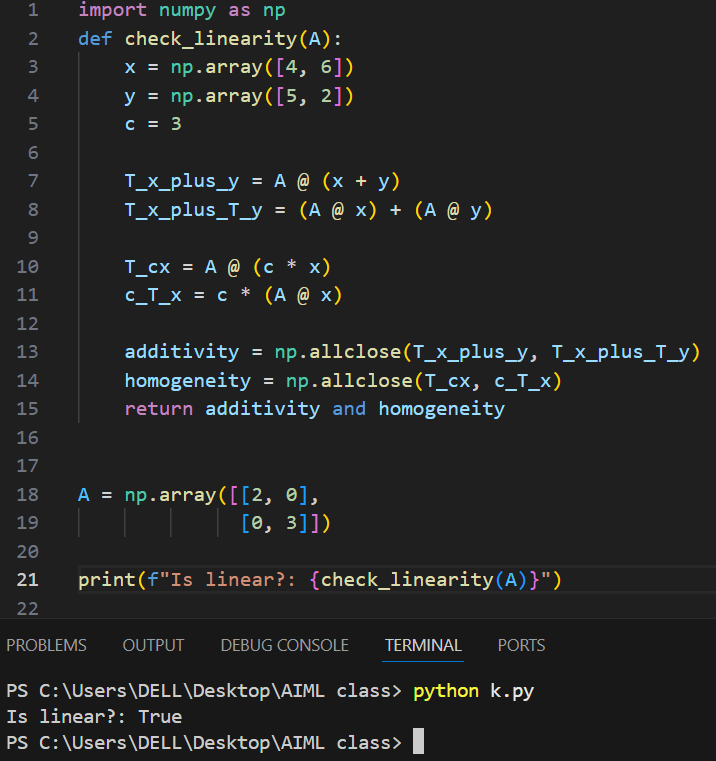 1 import numpy as np
2 def check_linearity(A):
3     x = np.array([4, 6])
4     y = np.array([5, 2])
5     c = 3
6
7     T_x_plus_y = A @ (x + y)
8     T_x_plus_T_y = (A @ x) + (A @ y)
9
10     T_cx = A @ (c * x)
11     c_T_x = c * (A @ x)
12
13     additivity = np.allclose(T_x_plus_y, T_x_plus_T_y)
14     homogeneity = np.allclose(T_cx, c_T_x)
15     return additivity and homogeneity
16
17
18 A = np.array([[2, 0],
19               [0, 3]])
20
21 print(f"Is linear?: {check_linearity(A)}")
22
PROBLEMS OUTPUT DEBUG CONSOLE TERMINAL PORTS
PS C:\Users\DELL\Desktop\AIML class> python k.py
Is linear?: True
PS C:\Users\DELL\Desktop\AIML class>